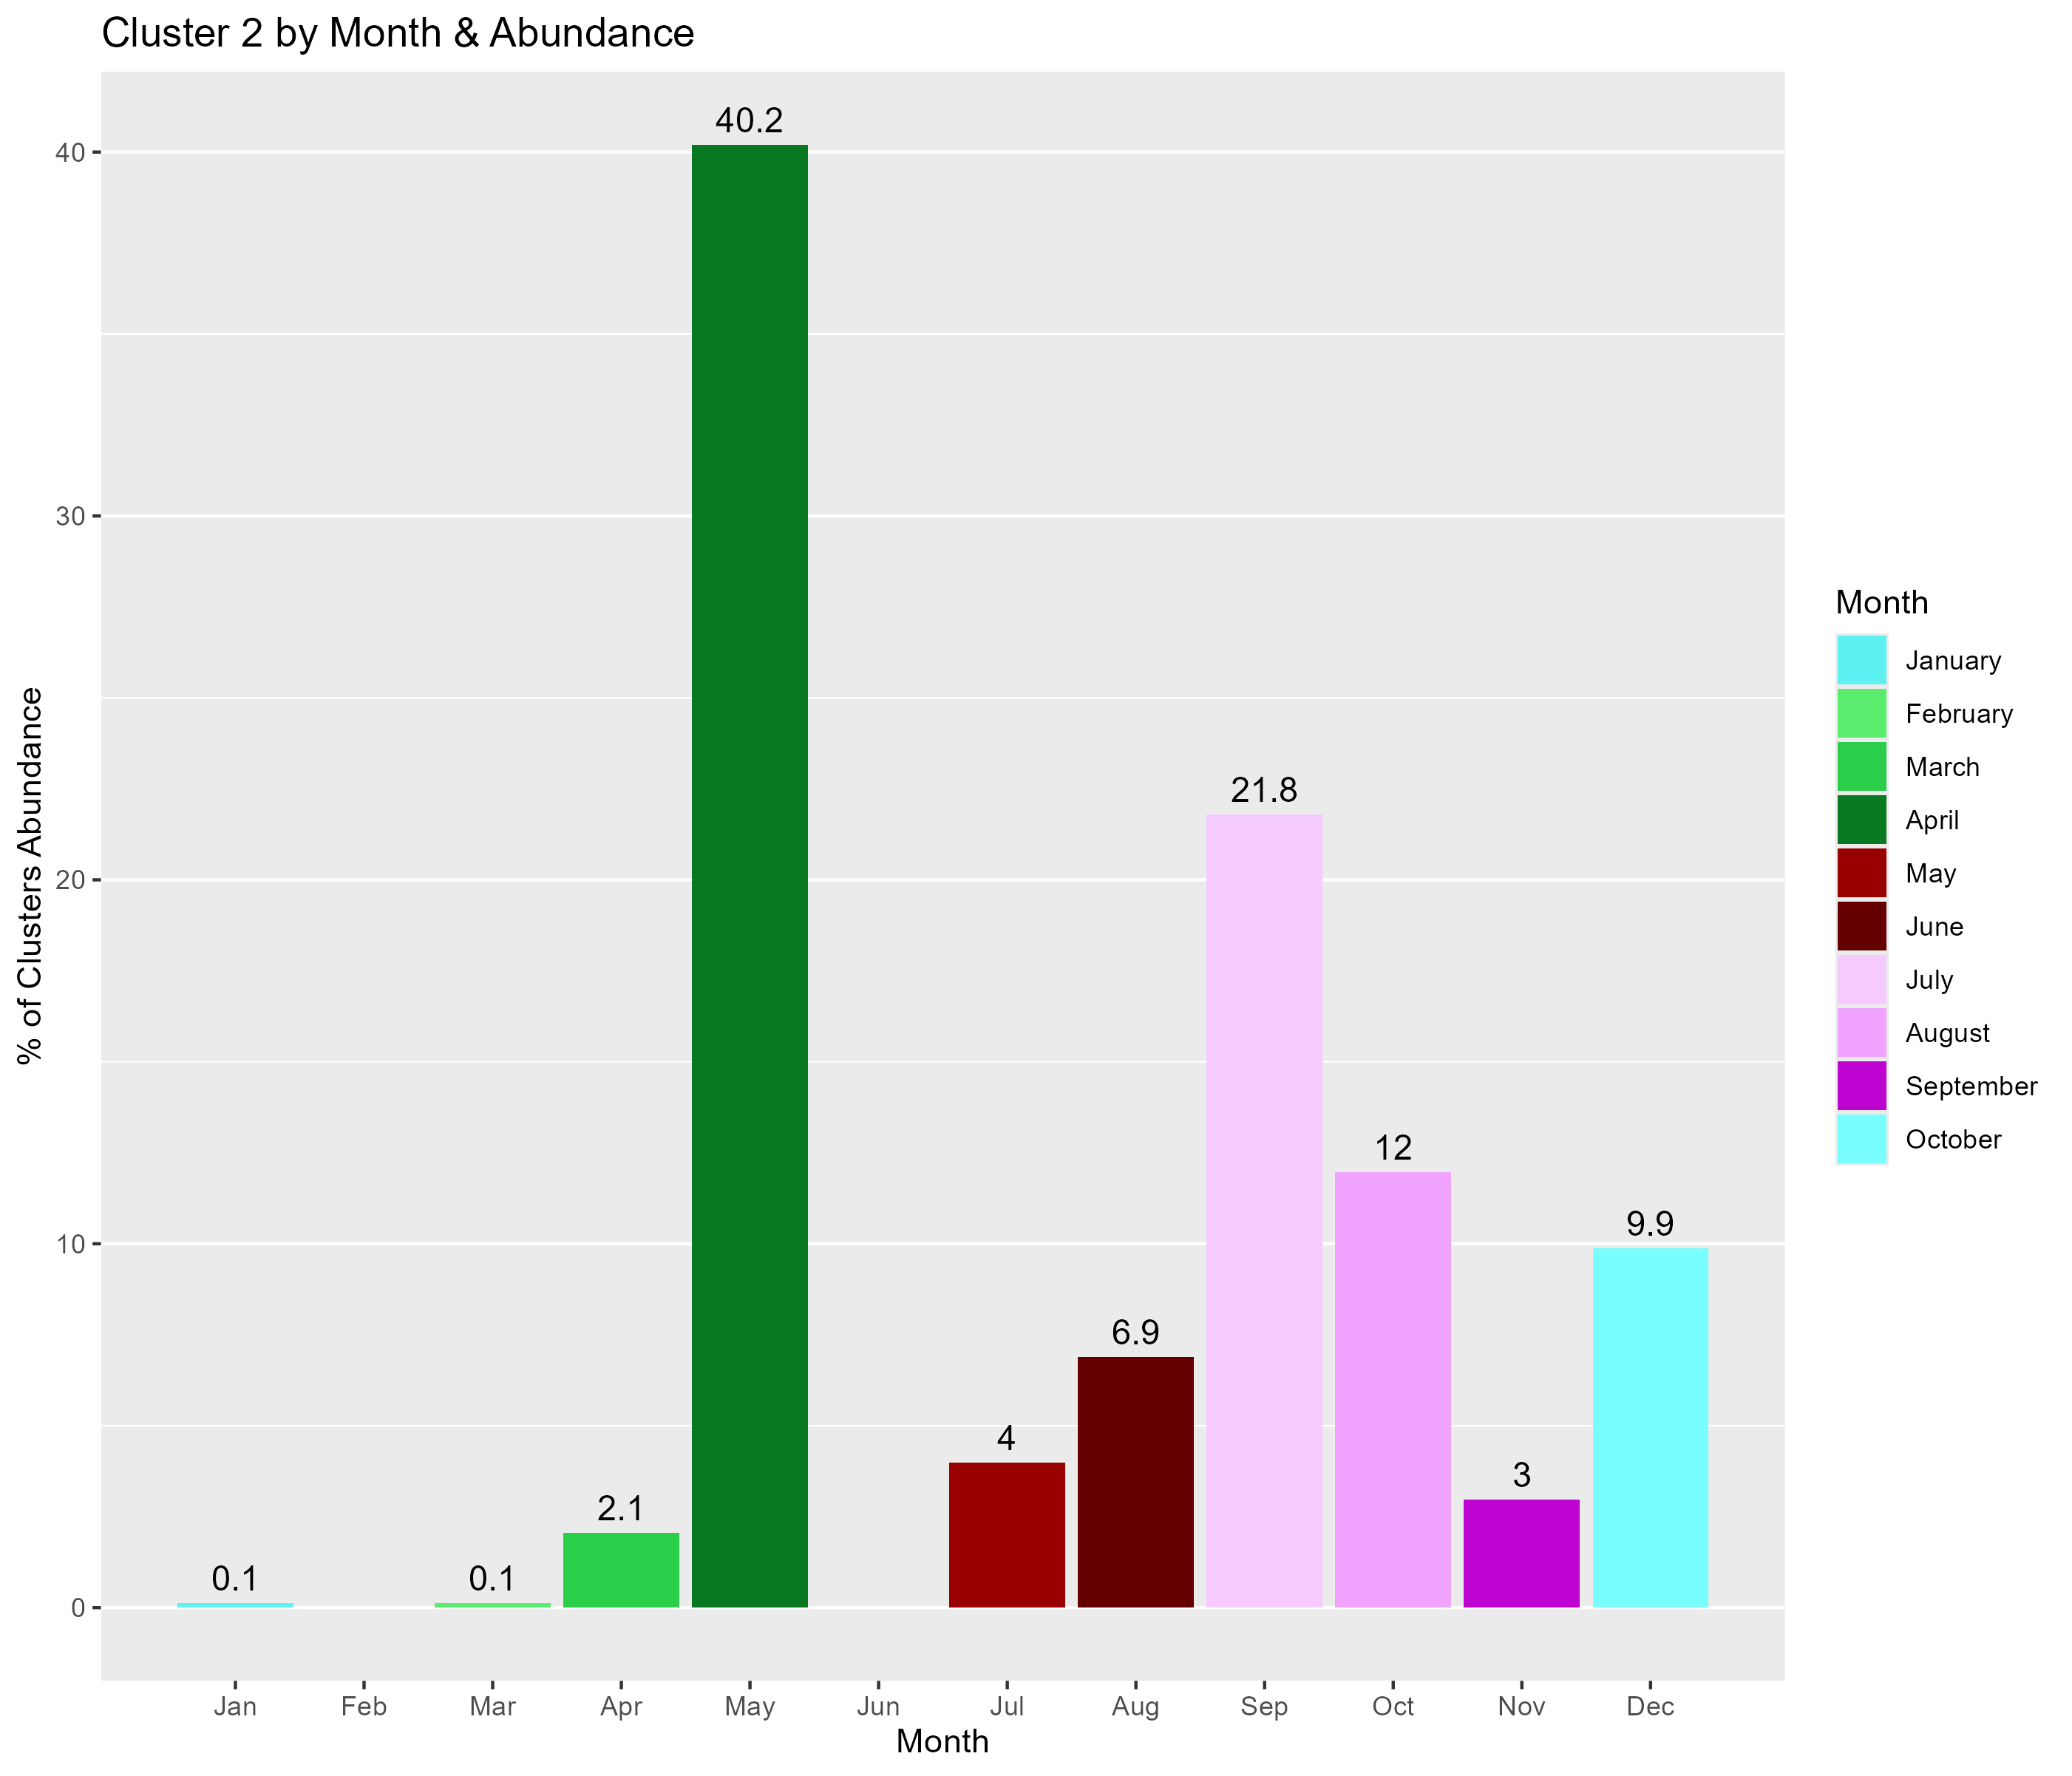 Cluster 2 by Month & Abundance
% of Clusters Abundance
40
30
20
10
0
0.1
0.1
2.1
40.2
4
6.9
21.8
12
3
9.9
Jan Feb Mar Apr May Jun Jul Aug Sep Oct Nov Dec
Month
Month
January
February
March
April
May
June
July
August
September
October